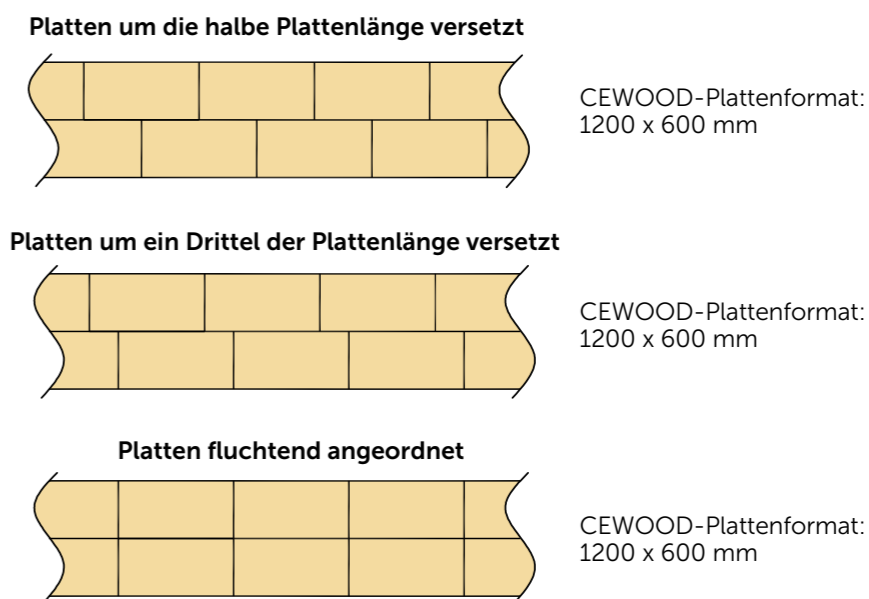 Platten um die halbe Plattenlänge versetzt
CEWOOD-Plattenformat:
1200 x 600 mm
Platten um ein Drittel der Plattenlänge versetzt
CEWOOD-Plattenformat:
1200 x 600 mm
Platten fluchtend angeordnet
CEWOOD-Plattenformat:
1200 x 600 mm